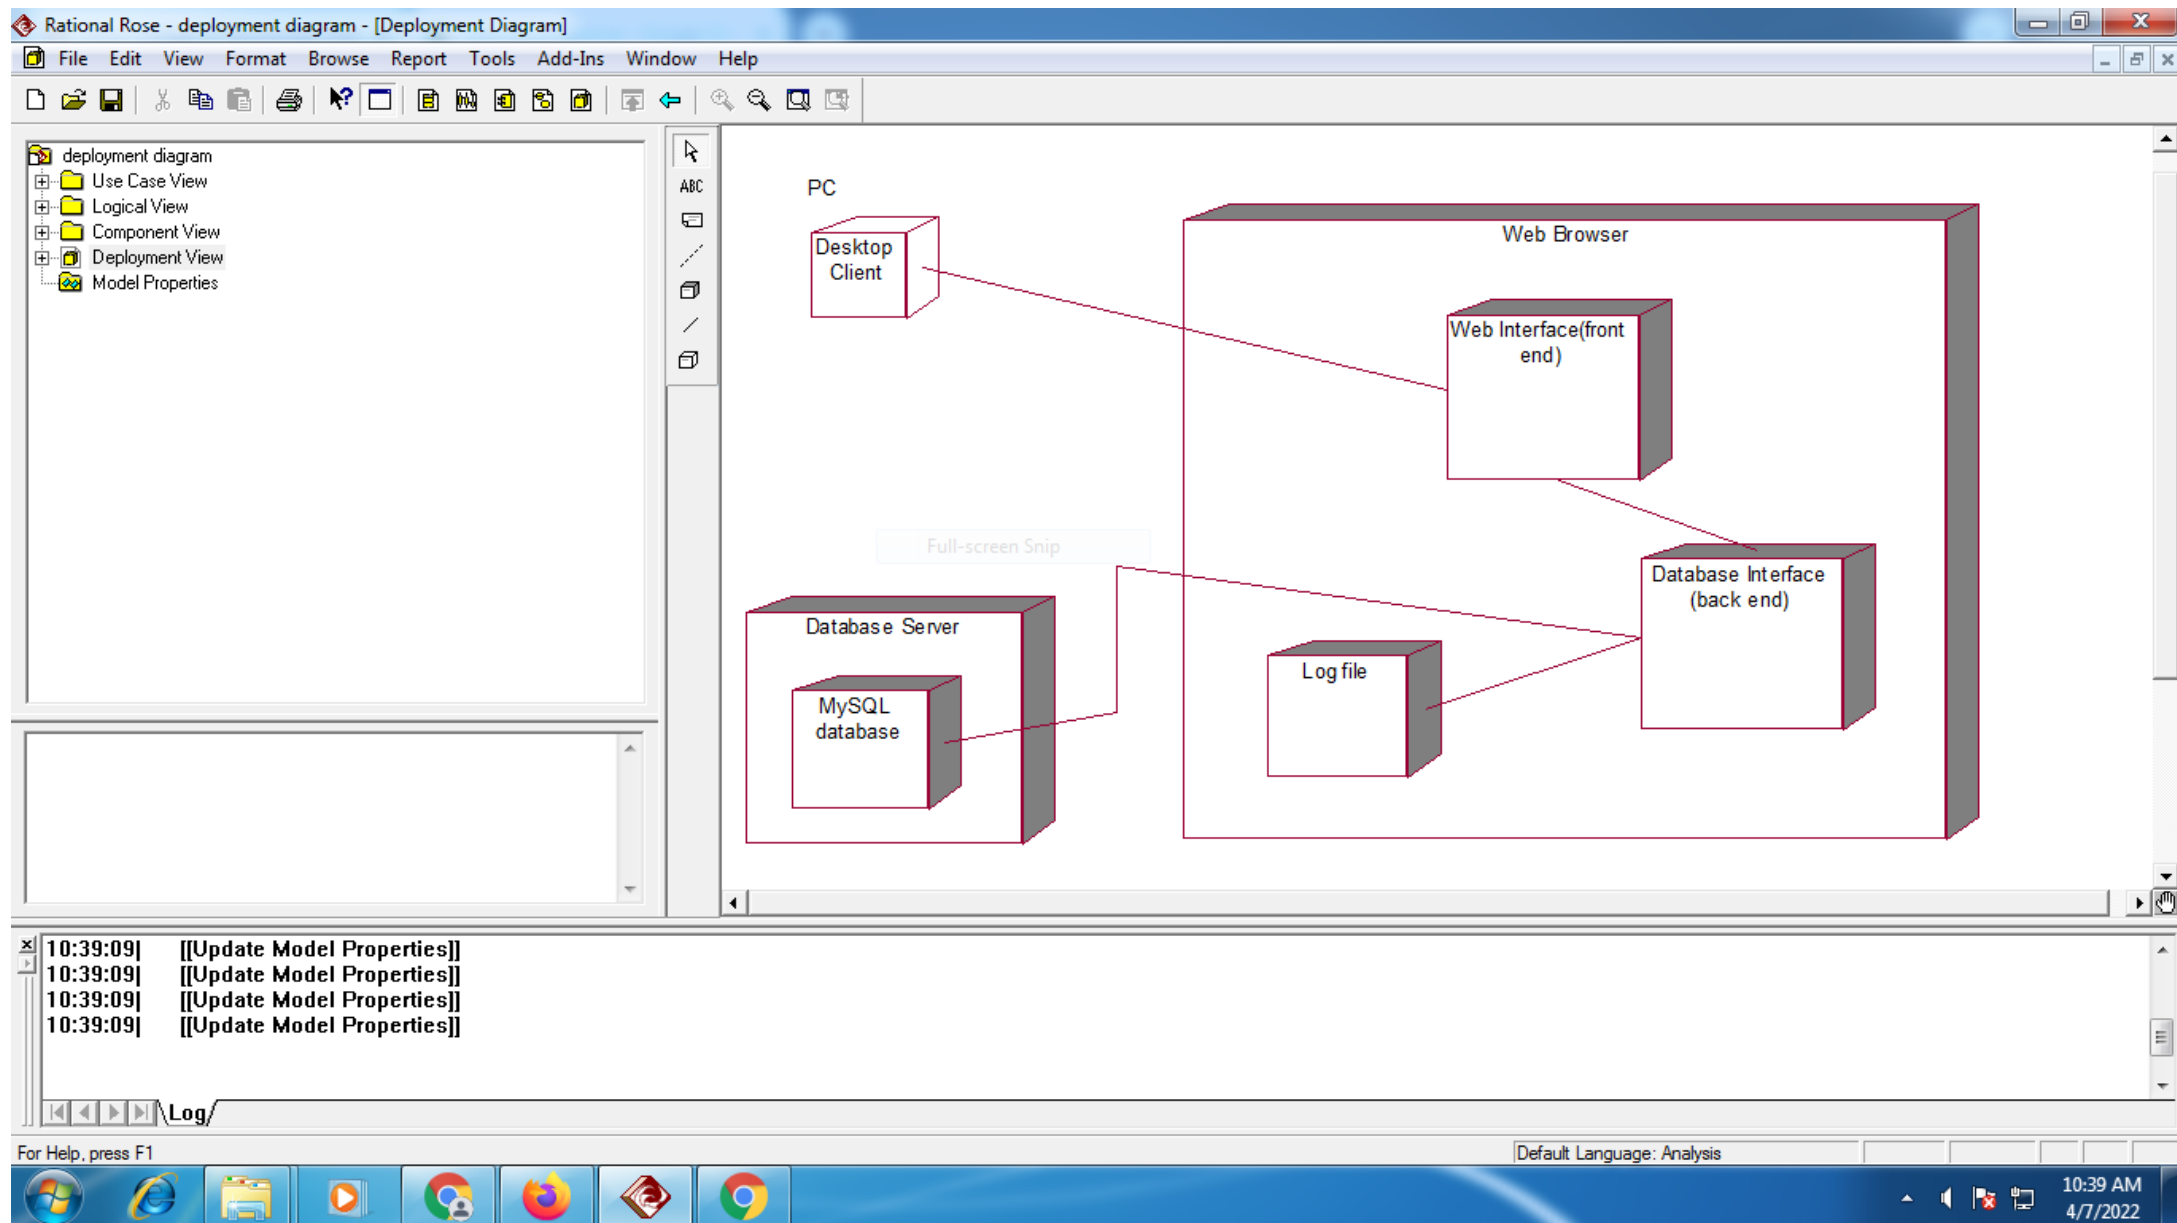 Rational Rose - deployment diagram - [Deployment Diagram]
File Edit View Format Browse Report Tools Add-Ins Window Help
deployment diagram
Use Case View
Logical View
Component View
Deployment View
Model Properties
ABC
PC
Desktop
Client
Web Browser
Web Interface(front
end)
Full-screen Snip
Database Interface
(back end)
Database Server
MySQL
database
Log file
10:39:09| [[Update Model Properties]]
10:39:09| [[Update Model Properties]]
10:39:09| [[Update Model Properties]]
10:39:09| [[Update Model Properties]]
Log
For Help, press F1
Default Language: Analysis
10:39 AM
4/7/2022